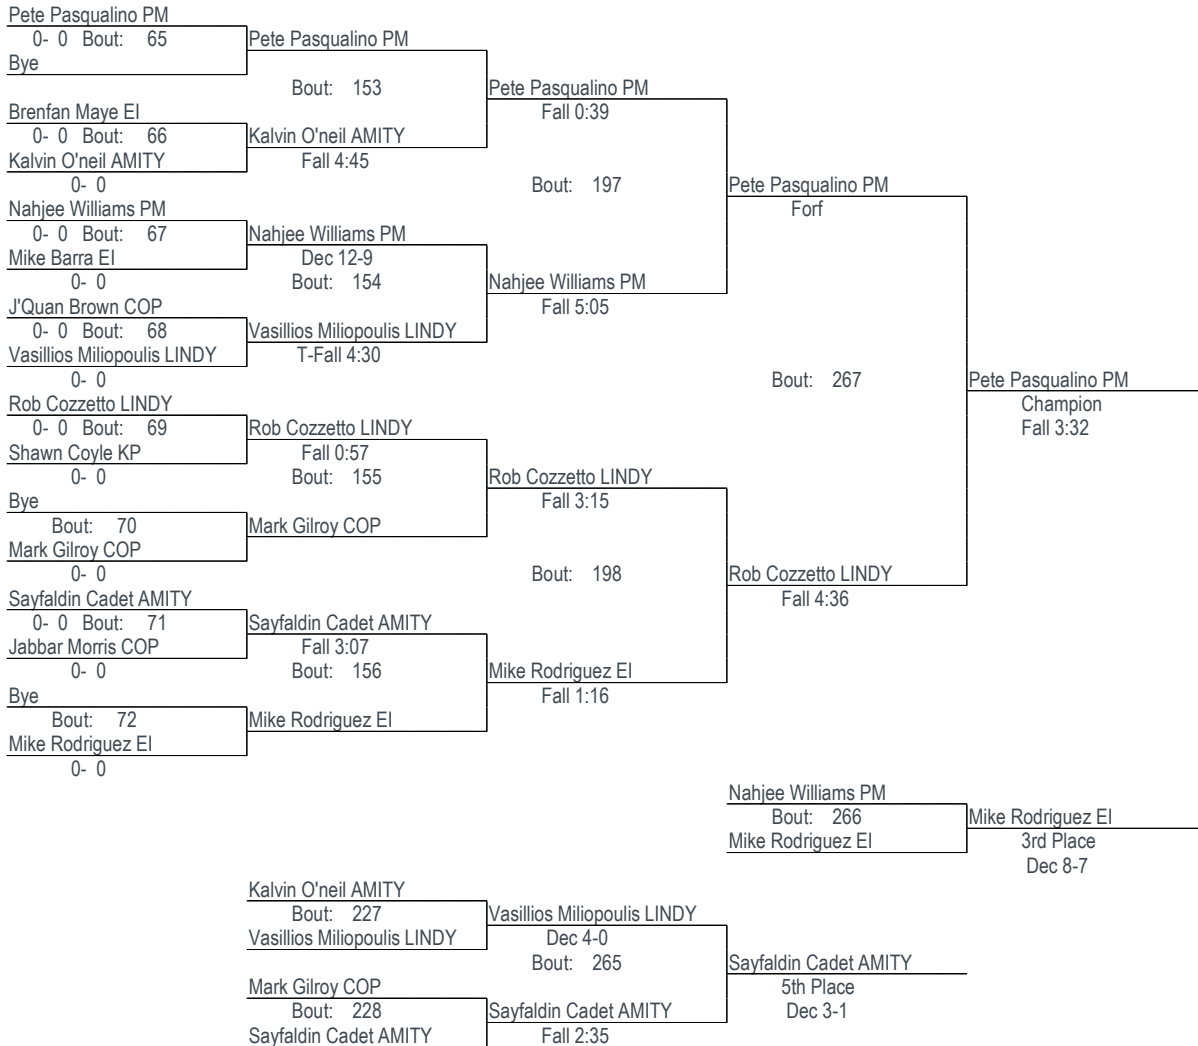 Pete Pasqualino PM
0- 0 Bout: 65 Pete Pasqualino PM
Bye
Bout: 153 Pete Pasqualino PM
Brenfan Maye EI Fall 0:39
0- 0 Bout: 66 Kalvin O'neil AMITY
Kalvin O'neil AMITY Fall 4:45
0- 0 Bout: 197 Pete Pasqualino PM
Nahjee Williams PM Forf
0- 0 Bout: 67 Nahjee Williams PM
Mike Barra EI Dec 12-9
0- 0 Bout: 154 Nahjee Williams PM
J'Quan Brown COP Fall 5:05
0- 0 Bout: 68 Vasillios Miliopoulis LINDY
Vasillios Miliopoulis LINDY T-Fall 4:30
0- 0 Bout: 267 Pete Pasqualino PM
Rob Cozzetto LINDY Champion
0- 0 Bout: 69 Rob Cozzetto LINDY Fall 3:32
Shawn Coyle KP Fall 0:57
0- 0 Bout: 155 Rob Cozzetto LINDY
Bye Fall 3:15
Bout: 70 Mark Gilroy COP
Mark Gilroy COP
0- 0 Bout: 198 Rob Cozzetto LINDY
Sayfaldin Cadet AMITY Fall 4:36
0- 0 Bout: 71 Sayfaldin Cadet AMITY
Jabbar Morris COP Fall 3:07
0- 0 Bout: 156 Mike Rodriguez EI
Bye Fall 1:16
Bout: 72 Mike Rodriguez EI
Mike Rodriguez EI
0- 0
Nahjee Williams PM
Bout: 266 Mike Rodriguez EI
Mike Rodriguez EI 3rd Place
Dec 8-7
Kalvin O'neil AMITY
Bout: 227 Vasillios Miliopoulis LINDY
Vasillios Miliopoulis LINDY Dec 4-0
Bout: 265 Sayfaldin Cadet AMITY
Mark Gilroy COP 5th Place
Bout: 228 Sayfaldin Cadet AMITY Dec 3-1
Sayfaldin Cadet AMITY Fall 2:35